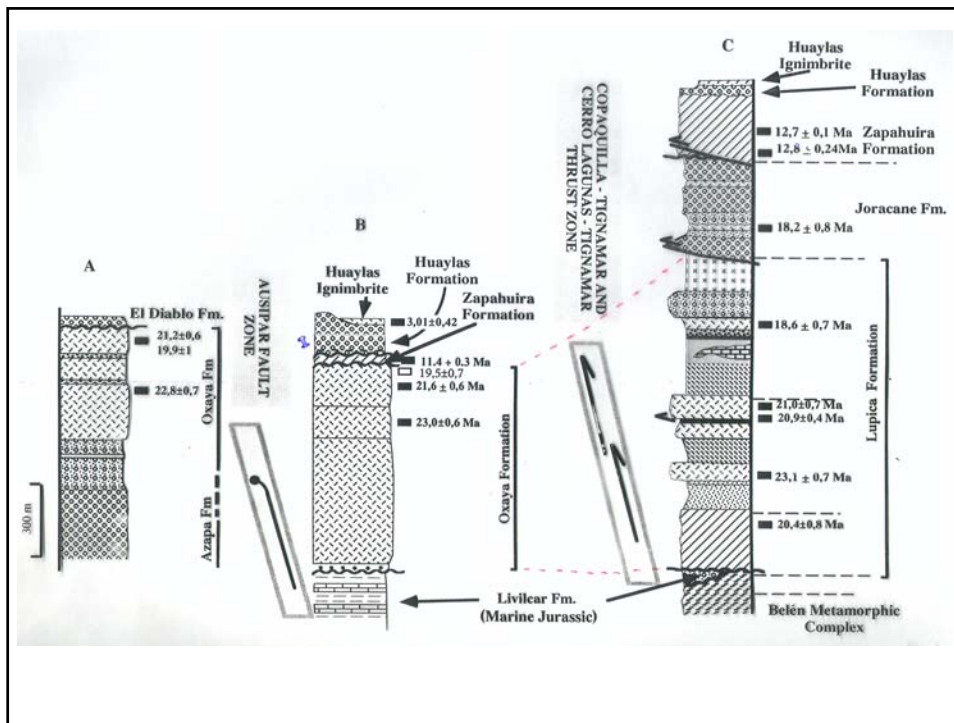 C
Huaylas
Ignimbrite
Huaylas
Formation
COPAQUILLA - TIGNAMAR AND
CERRO LAGUNAS - TIGNAMAR
THRUST ZONE
12,7 ± 0,1 Ma
Zapahuira
Formation
12,8 ± 0,24Ma
Joracane Fm.
18,2 ± 0,8 Ma
18,6 ± 0,7 Ma
21,0±0,7 Ma
20,9±0,4 Ma
23,1 ± 0,7 Ma
20,4±0,8 Ma
Lupica Formation
Belén Metamorphic
Complex
B
Huaylas
Formation
Huaylas
Ignimbrite
Zapahuira
Formation
3,01±0,42
11.4 + 0.3 Ma
19,5±0,7
21,6 ± 0,6 Ma
23,0±0,6 Ma
Oxaya Formation
Livilcar Fm.
(Marine Jurassic)
AUSIPAR FAULT
ZONE
A
El Diablo Fm.
21,2±0,6
19,9±1
22,8±0,7
Oxaya Fm
Azapa Fm
300 m